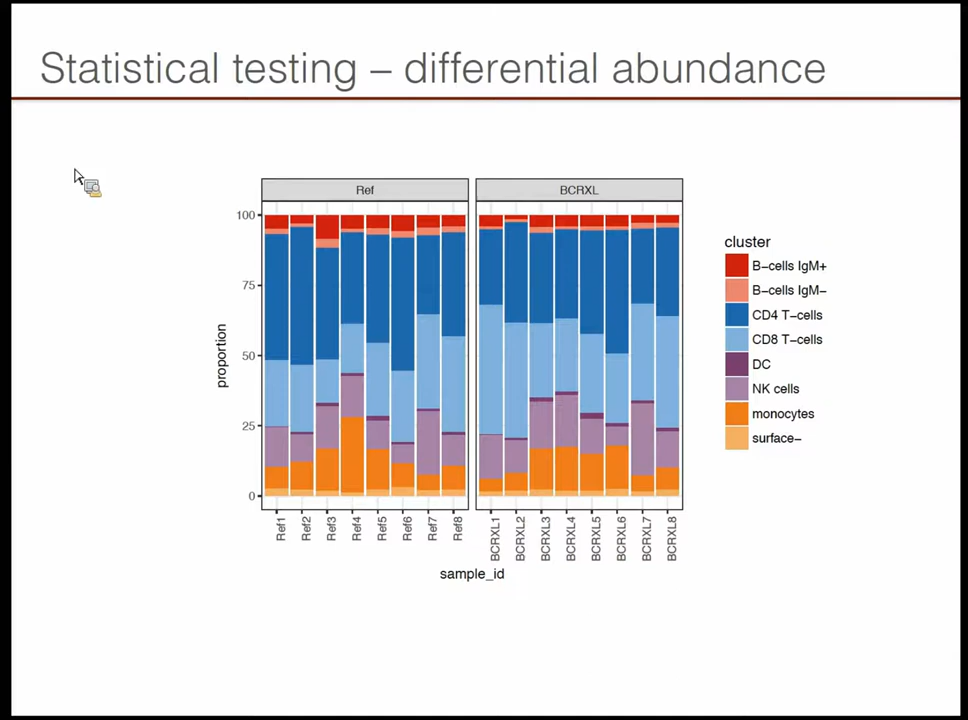 Statistical testing – differential abundance
Ref
BCRXL
100
75
50
25
0
proportion
Ref1
Ref2
Ref3
Ref4
Ref5
Ref6
Ref7
Ref8
BCRXL1
BCRXL2
BCRXL3
BCRXL4
BCRXL5
BCRXL6
BCRXL7
BCRXL8
sample_id
cluster
B−cells IgM+
B−cells IgM−
CD4 T−cells
CD8 T−cells
DC
NK cells
monocytes
surface−